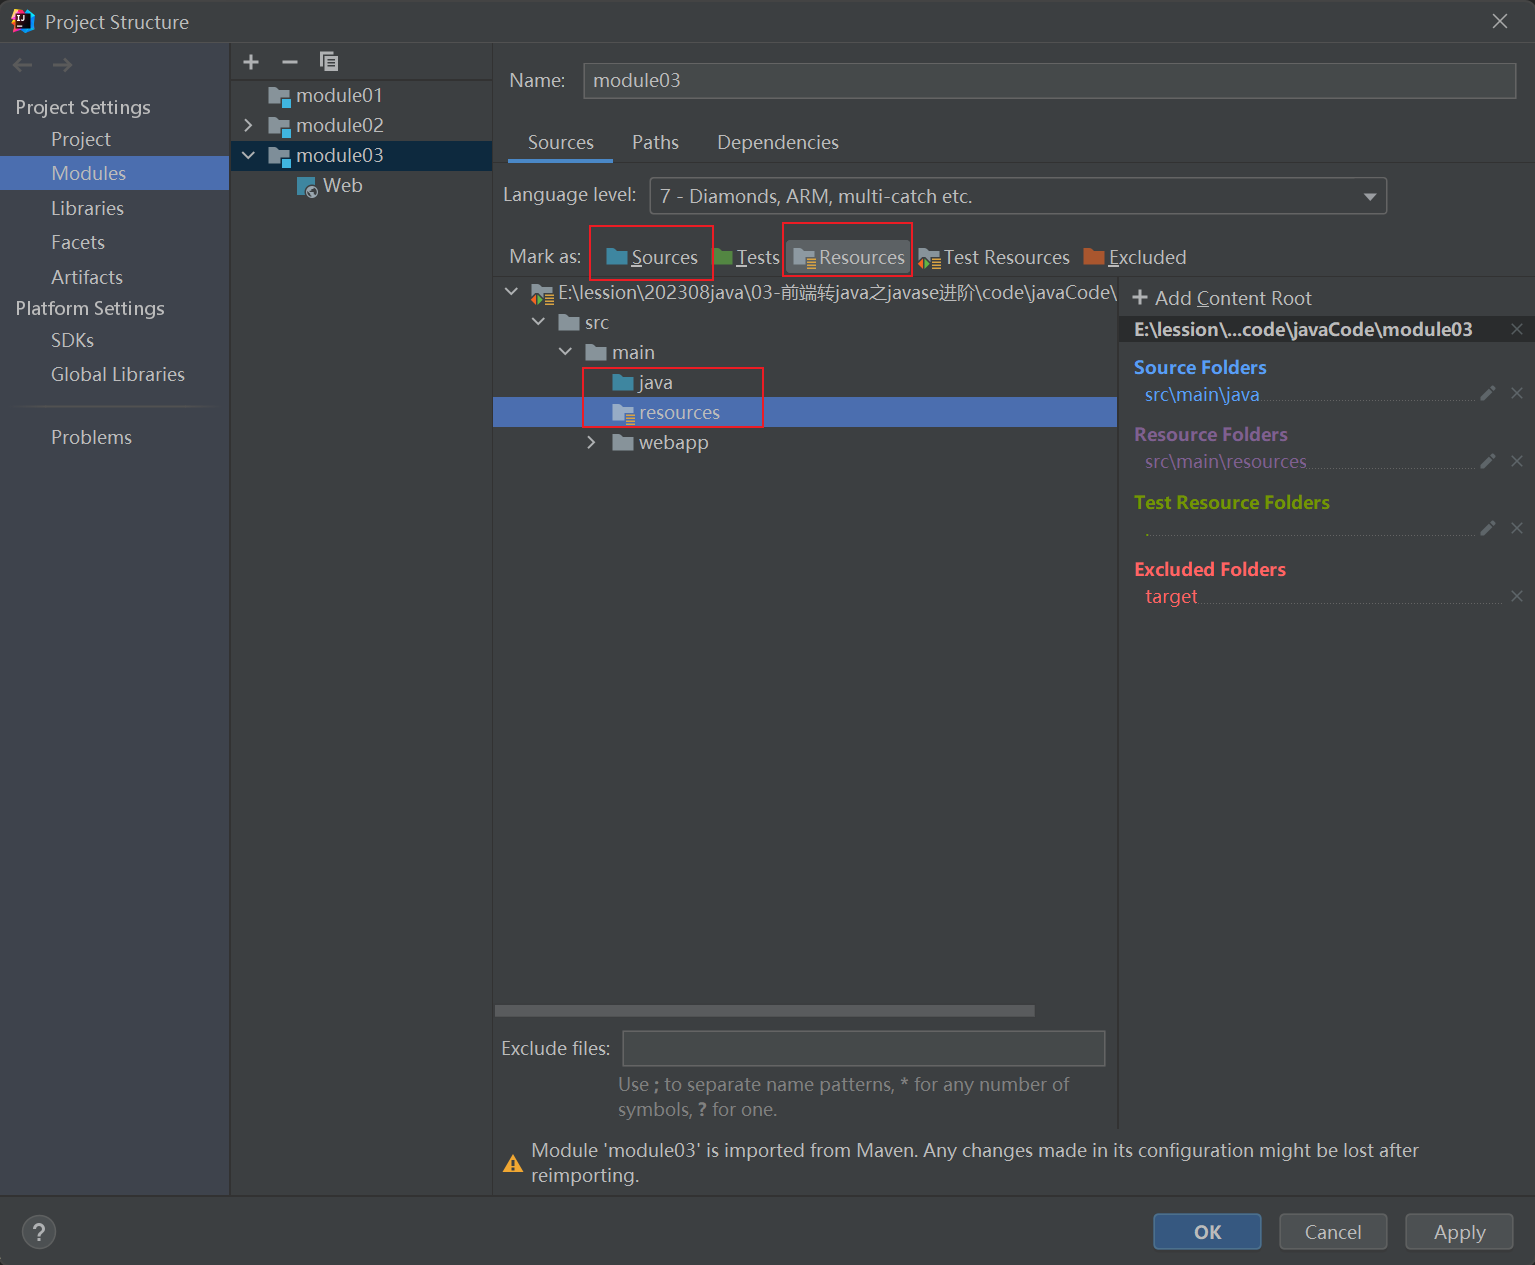 Project Structure
Project Settings
Project
Modules
Libraries
Facets
Artifacts
Platform Settings
SDKs
Global Libraries
Problems
module01
module02
module03
Web
Name: module03
Sources Paths Dependencies
Language level: 7 - Diamonds, ARM, multi-catch etc.
Mark as: Sources Tests Resources Test Resources Excluded
E:\lession\202308java\03-前端转java之javase进阶\code\javaCode\
src
main
java
resources
webapp
Add Content Root
E:\lession\...code\javaCode\module03
Source Folders
src\main\java
Resource Folders
src\main\resources
Test Resource Folders
.
Excluded Folders
target
Exclude files:
Use ; to separate name patterns, * for any number of
symbols, ? for one.
Module 'module03' is imported from Maven. Any changes made in its configuration might be lost after
reimporting.
?
OK Cancel Apply